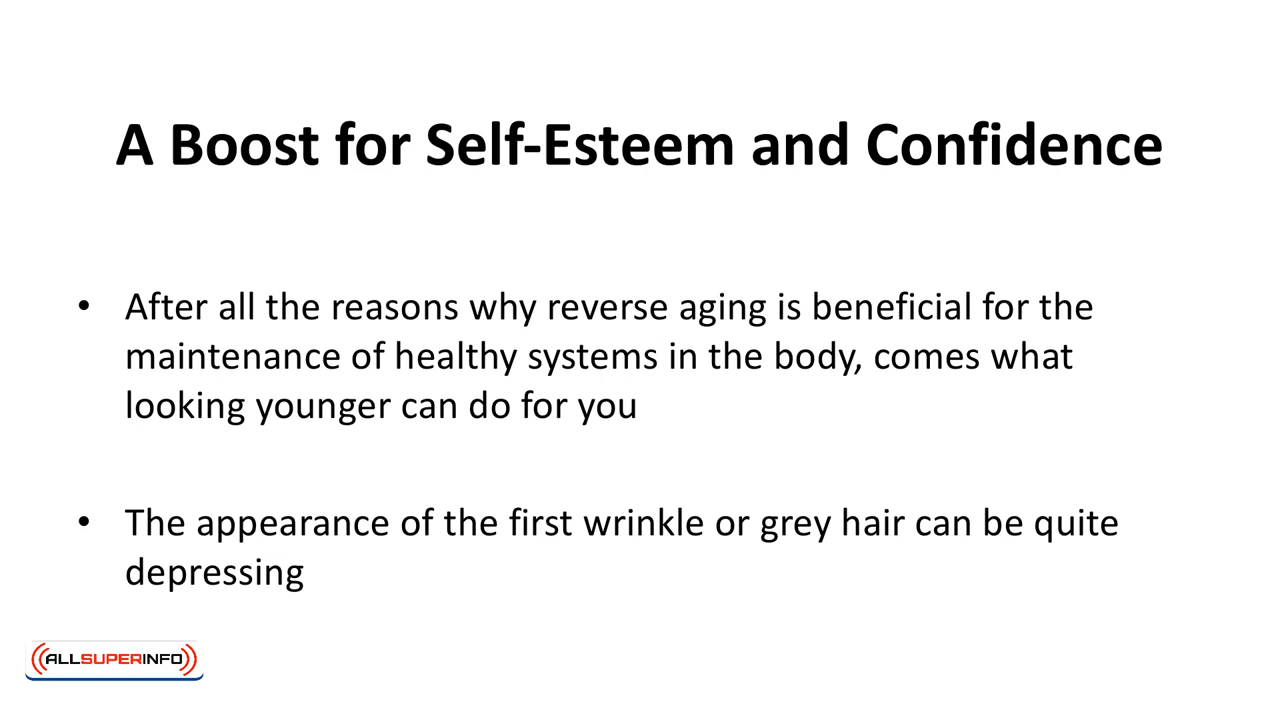 A Boost for Self-Esteem and Confidence
• After all the reasons why reverse aging is beneficial for the
maintenance of healthy systems in the body, comes what
looking younger can do for you
• The appearance of the first wrinkle or grey hair can be quite
depressing
ALLSUPERINFO